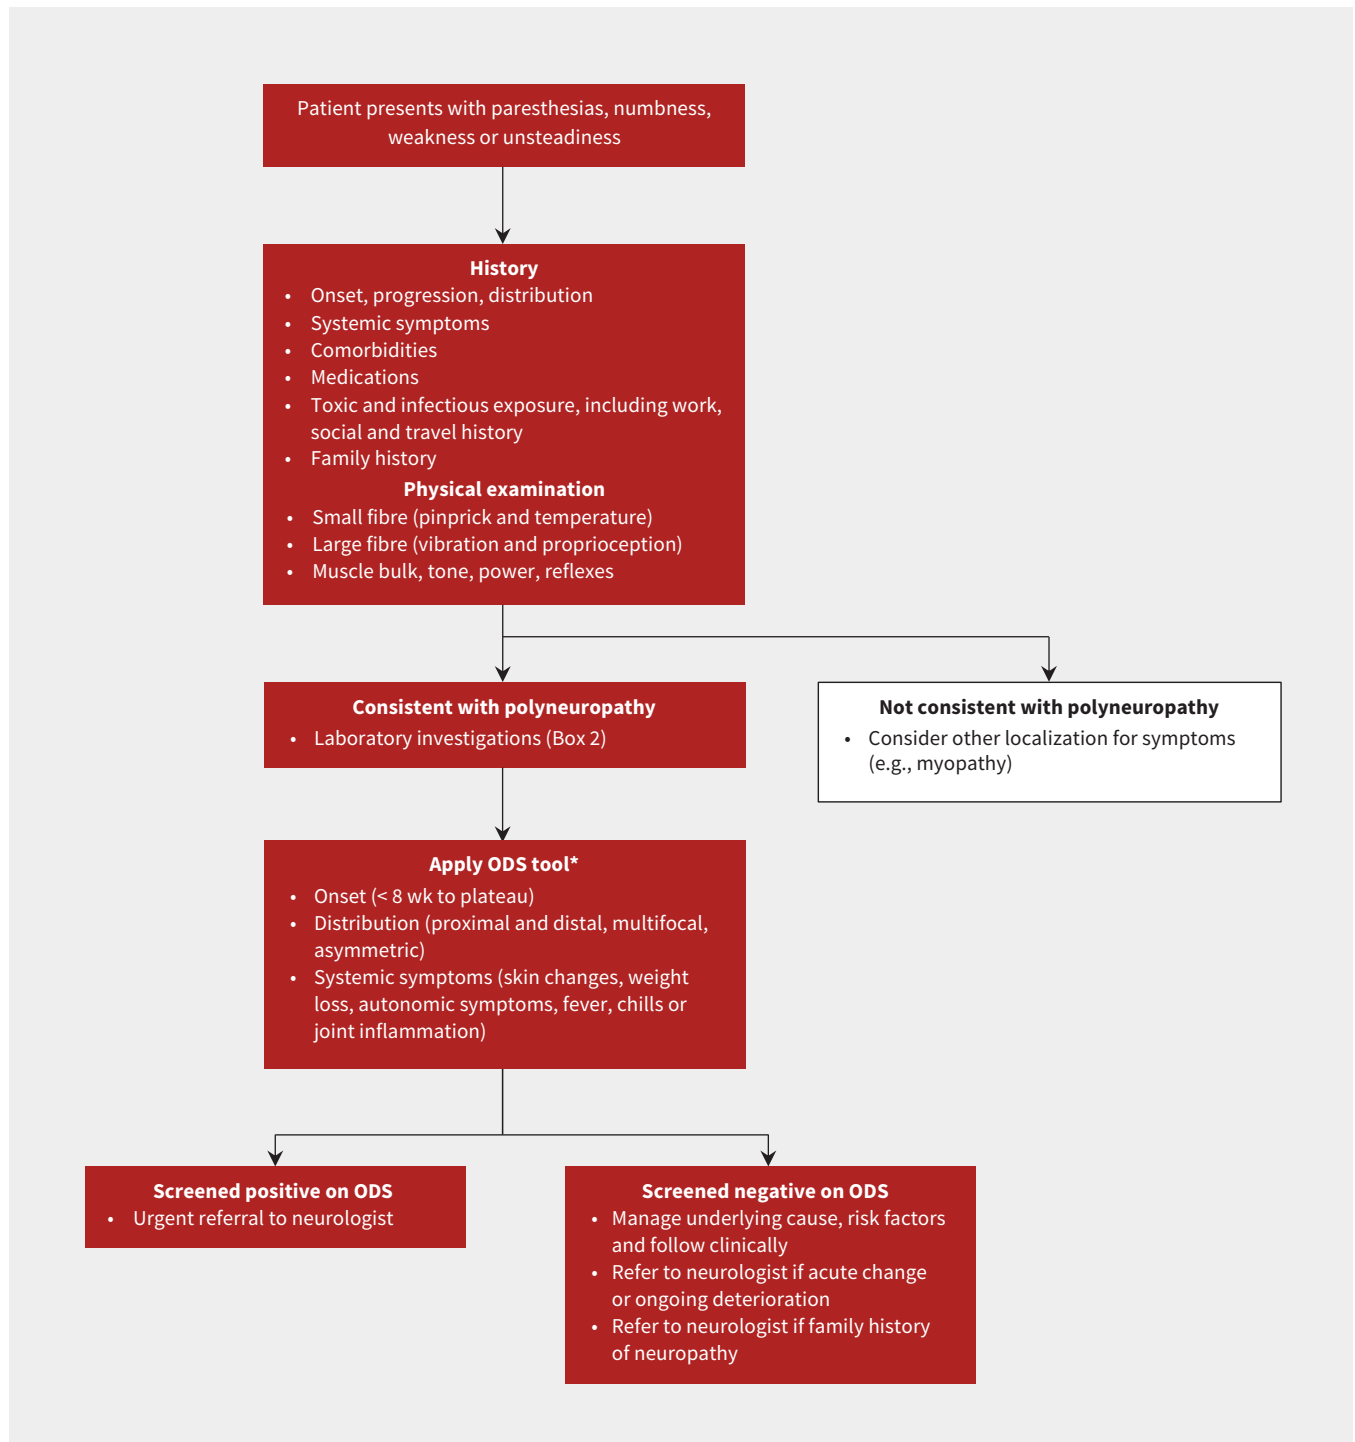 Patient presents with paresthesias, numbness,
weakness or unsteadiness
History
• Onset, progression, distribution
• Systemic symptoms
• Comorbidities
• Medications
• Toxic and infectious exposure, including work,
social and travel history
• Family history
Physical examination
• Small fibre (pinprick and temperature)
• Large fibre (vibration and proprioception)
• Muscle bulk, tone, power, reflexes
Consistent with polyneuropathy
• Laboratory investigations (Box 2)
Not consistent with polyneuropathy
• Consider other localization for symptoms
(e.g., myopathy)
Apply ODS tool*
• Onset (< 8 wk to plateau)
• Distribution (proximal and distal, multifocal,
asymmetric)
• Systemic symptoms (skin changes, weight
loss, autonomic symptoms, fever, chills or
joint inflammation)
Screened positive on ODS
• Urgent referral to neurologist
Screened negative on ODS
• Manage underlying cause, risk factors
and follow clinically
• Refer to neurologist if acute change
or ongoing deterioration
• Refer to neurologist if family history
of neuropathy